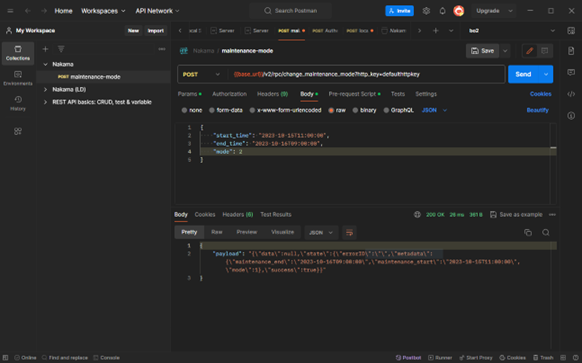 Home Workspaces API Network Search Postman Invite Upgrade
My Workspace New Import Server Server POST mai POST Auth POST loca Nakam bo2
Collections
Environments
History
Nakama
POST maintenance-mode
Nakama (LD)
REST API basics: CRUD, test & variable
Nakama / maintenance-mode Save
POST {{base_url}}/v2/rpc/change_maintenance_mode?http_key=defaulthttpkey Send
Params Authorization Headers (9) Body Pre-request Script Tests Settings Cookies
none form-data x-www-form-urlencoded raw binary GraphQL JSON Beautify
1 {
2 "start_time": "2023-10-15T11:00:00",
3 "end_time": "2023-10-16T09:00:00",
4 "mode": 2
5 }
Body Cookies Headers (6) Test Results 200 OK 26 ms 361 B Save as example
Pretty Raw Preview Visualize JSON
1 {
2 "payload": "{\"data\":null,\"state\":{\"errorID\":\"\",\"metadata\":
{\"maintenance_end\":\"2023-10-16T09:00:00\",\"maintenance_start\":\"2023-10-15T11:00:00\",
\"mode\":1},\"success\":true}}"
3 }
Online Find and replace Console Postbot Runner Start Proxy Cookies Trash